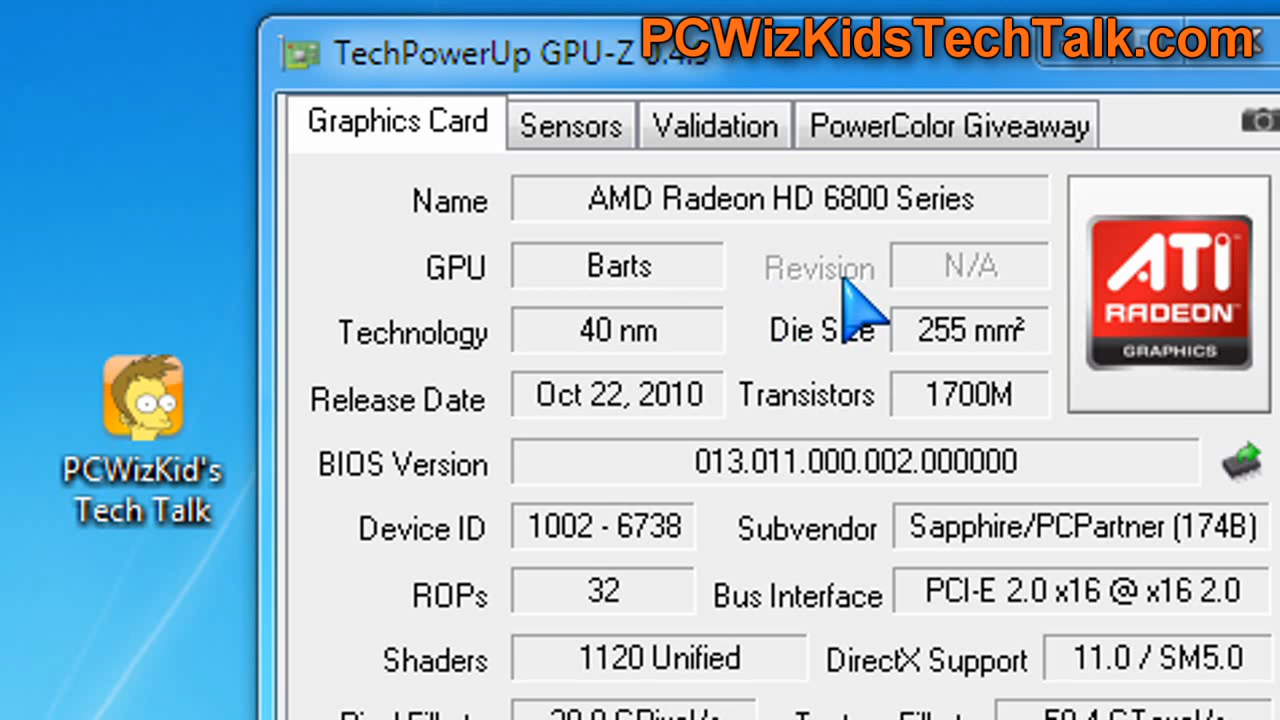 PCWizKidsTechTalk.com
TechPowerUp GPU-Z
Graphics Card Sensors Validation PowerColor Giveaway
Name AMD Radeon HD 6800 Series
ATI
RADEON
GRAPHICS
GPU Barts Revision N/A
Technology 40 nm Die Size 255 mm²
Release Date Oct 22, 2010 Transistors 1700M
BIOS Version 013.011.000.002.000000
PCWizKid's
Tech Talk
Device ID 1002 - 6738 Subvendor Sapphire/PCPartner (174B)
ROPs 32 Bus Interface PCI-E 2.0 x16 @ x16 2.0
Shaders 1120 Unified DirectX Support 11.0 / SM5.0